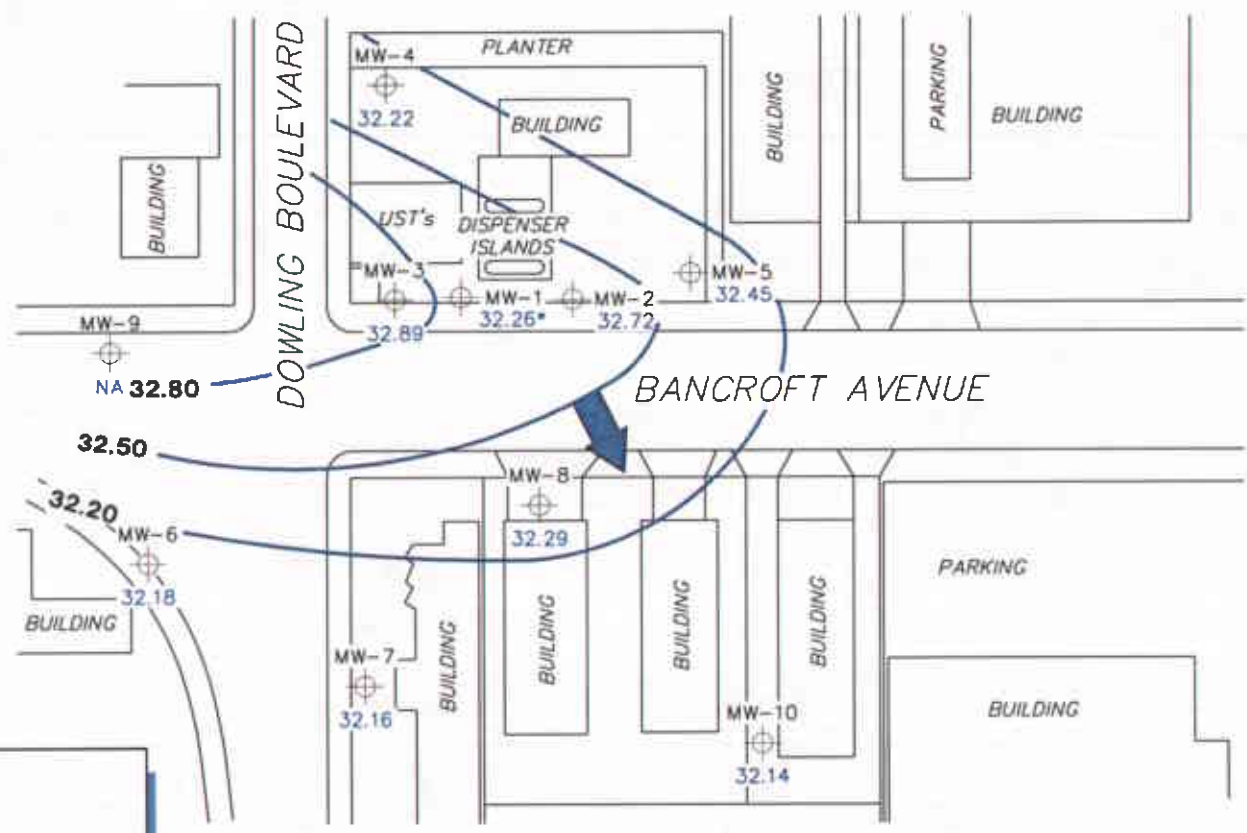 DOWLING BOULEVARD
MW-4
32.22
PLANTER
BUILDING
BUILDING
PARKING
BUILDING
BUILDING
UST's
DISPENSER
ISLANDS
MW-3
32.89
MW-1
32.26*
MW-2
32.72
MW-5
32.45
MW-9
NA 32.80
BANCROFT AVENUE
32.50
32.20
MW-6
32.18
BUILDING
MW-8
32.29
MW-7
32.16
BUILDING
BUILDING
BUILDING
BUILDING
MW-10
32.14
PARKING
BUILDING